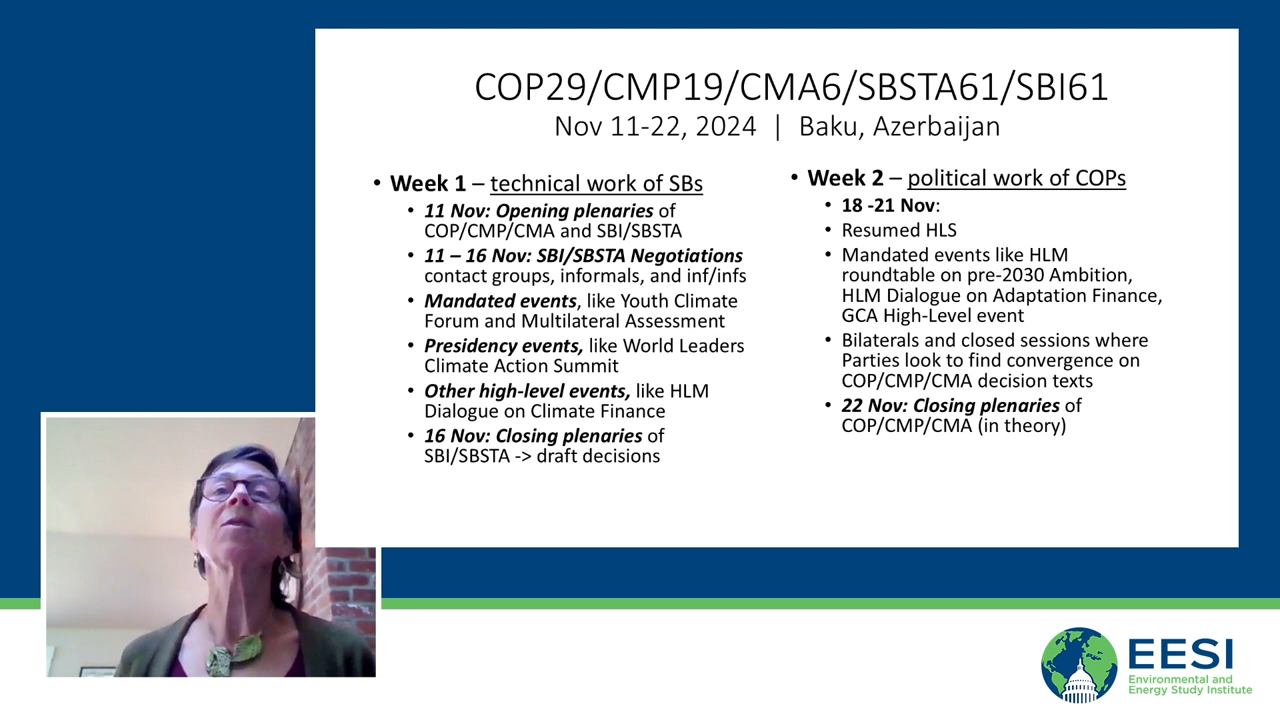 COP29/CMP19/CMA6/SBSTA61/SBI61
Nov 11-22, 2024 | Baku, Azerbaijan
• Week 1 – technical work of SBs
• 11 Nov: Opening plenaries of
COP/CMP/CMA and SBI/SBSTA
• 11 – 16 Nov: SBI/SBSTA Negotiations
contact groups, informals, and inf/infs
• Mandated events, like Youth Climate
Forum and Multilateral Assessment
• Presidency events, like World Leaders
Climate Action Summit
• Other high-level events, like HLM
Dialogue on Climate Finance
• 16 Nov: Closing plenaries of
SBI/SBSTA -> draft decisions
• Week 2 – political work of COPs
• 18 -21 Nov:
• Resumed HLS
• Mandated events like HLM
roundtable on pre-2030 Ambition,
HLM Dialogue on Adaptation Finance,
GCA High-Level event
• Bilaterals and closed sessions where
Parties look to find convergence on
COP/CMP/CMA decision texts
• 22 Nov: Closing plenaries of
COP/CMP/CMA (in theory)
EESI
Environmental and
Energy Study Institute